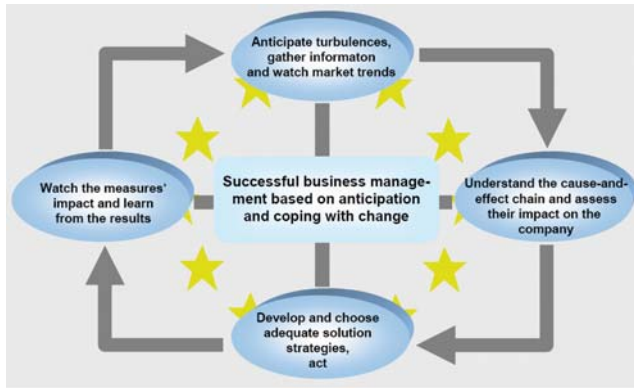 Anticipate turbulences,
gather informaton
and watch market trends
Watch the measures'
impact and learn
from the results
Successful business manage-
ment based on anticipation
and coping with change
Understand the cause-and-
effect chain and assess
their impact on the
company
Develop and choose
adequate solution
strategies,
act